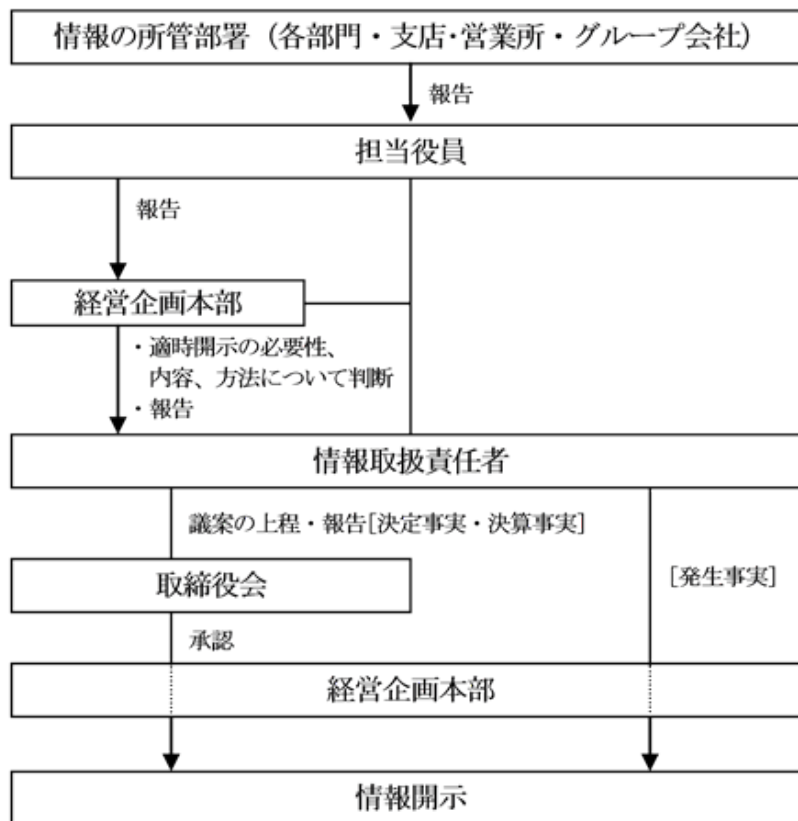 情報の所管部署（各部門・支店・営業所・グループ会社）
報告
担当役員
報告
経営企画本部
・適時開示の必要性、
内容、方法について判断
・報告
情報取扱責任者
議案の上程・報告[決定事実・決算事実]
取締役会
[発生事実]
承認
経営企画本部
情報開示